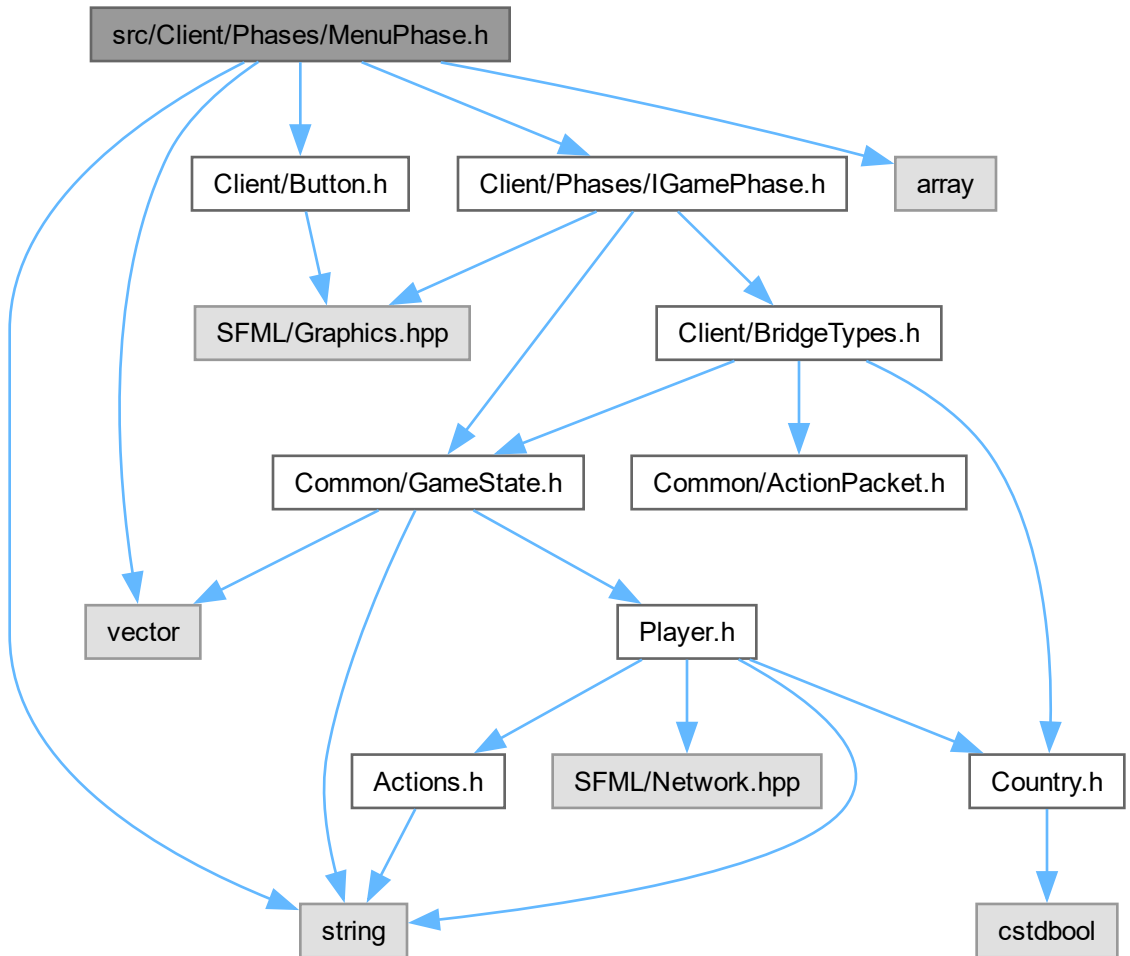 src/Client/Phases/MenuPhase.h
Client/Button.h
Client/Phases/IGamePhase.h
array
SFML/Graphics.hpp
Client/BridgeTypes.h
Common/GameState.h
Common/ActionPacket.h
vector
Player.h
Actions.h
SFML/Network.hpp
Country.h
string
cstdbool